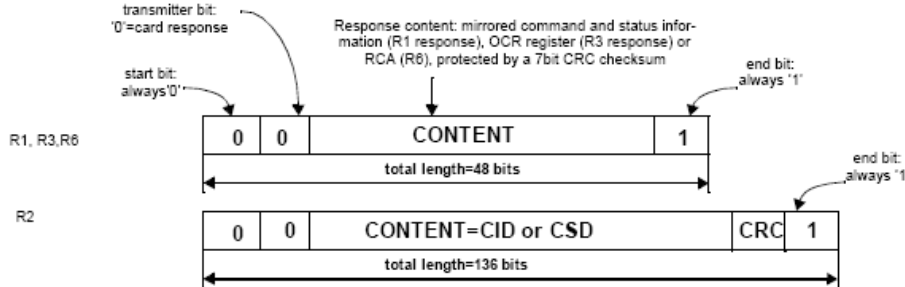 transmitter bit:
'0'=card response
Response content: mirrored command and status infor-
mation (R1 response), OCR register (R3 response) or
RCA (R6), protected by a 7bit CRC checksum
start bit:
always'0'
end bit:
always '1'
R1, R3,R6
0 0 CONTENT 1
total length=48 bits
end bit:
always '1
R2
0 0 CONTENT=CID or CSD CRC 1
total length=136 bits